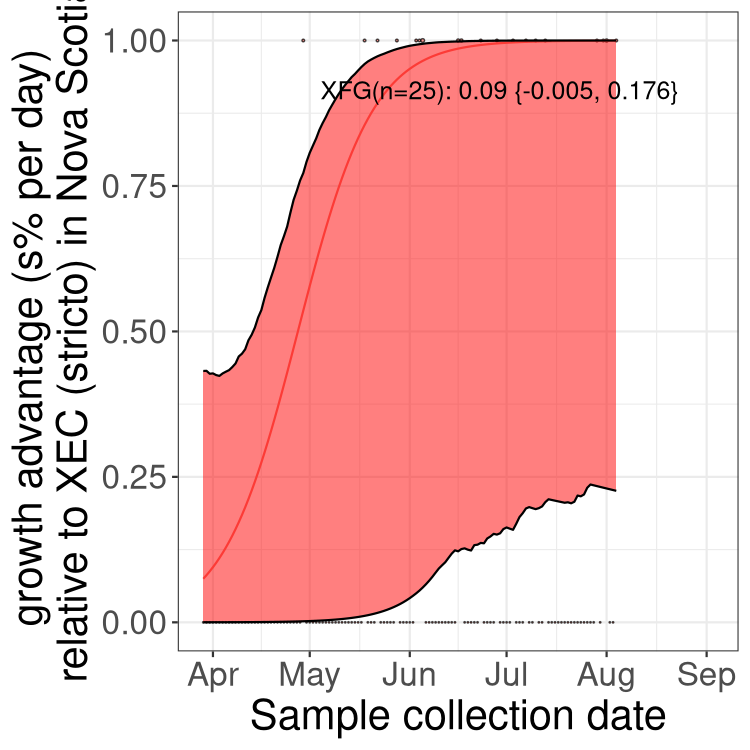 growth advantage (s% per day)
relative to XEC (stricto) in Nova Scotia
1.00
0.75
0.50
0.25
0.00
XFG(n=25): 0.09 {-0.005, 0.176}
Apr May Jun Jul Aug Sep
Sample collection date